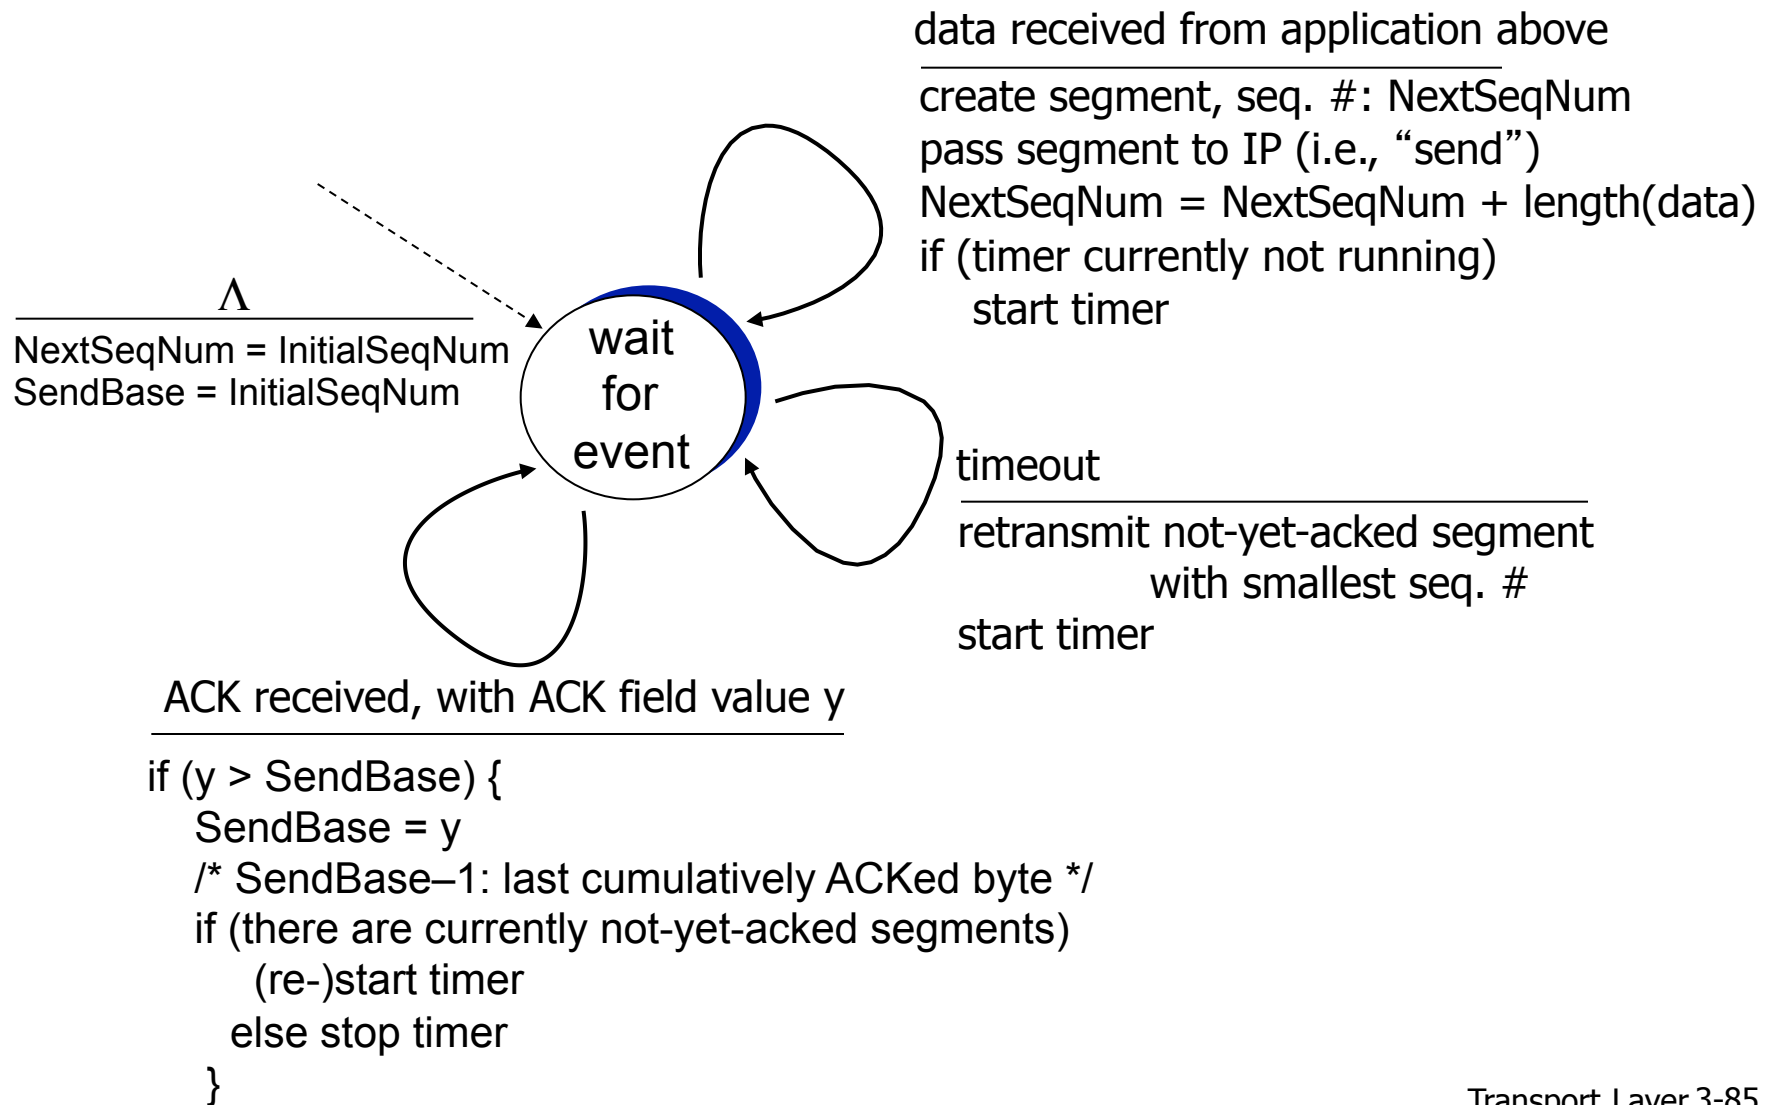 data received from application above
create segment, seq. #: NextSeqNum
pass segment to IP (i.e., “send”)
NextSeqNum = NextSeqNum + length(data)
if (timer currently not running)
start timer
Λ
NextSeqNum = InitialSeqNum
SendBase = InitialSeqNum
wait
for
event
timeout
retransmit not-yet-acked segment
with smallest seq. #
start timer
ACK received, with ACK field value y
if (y > SendBase) {
SendBase = y
/* SendBase–1: last cumulatively ACKed byte */
if (there are currently not-yet-acked segments)
(re-)start timer
else stop timer
}
Transport Layer 3-85